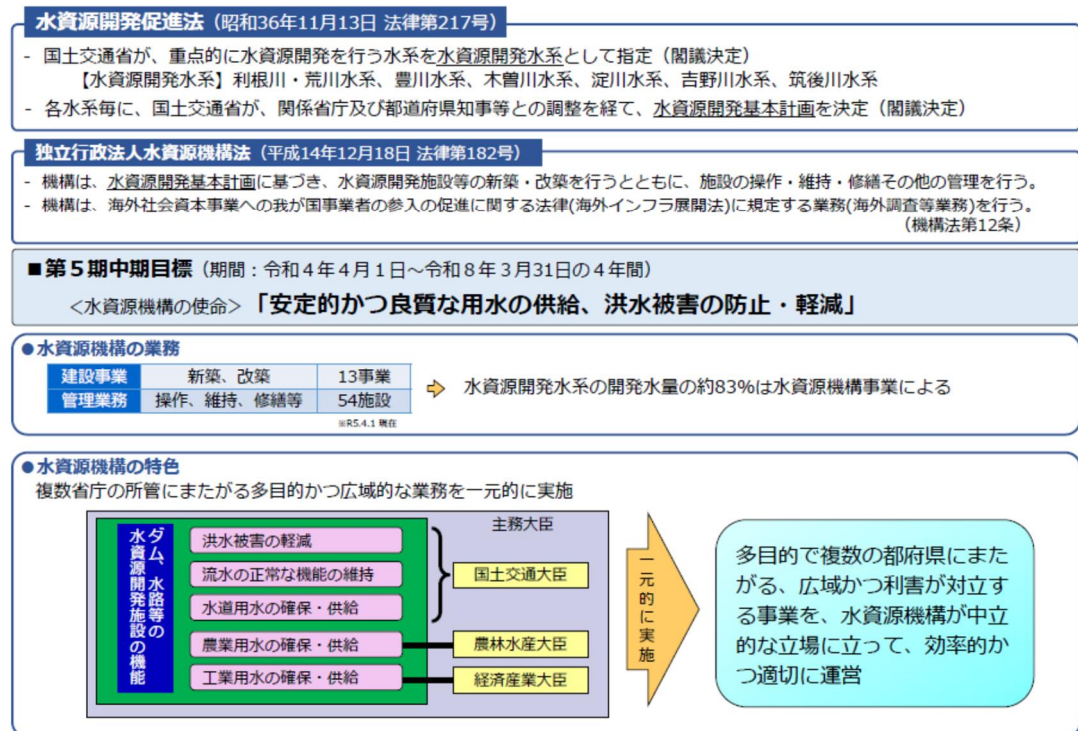 水資源開発促進法（昭和36年11月13日 法律第217号）
- 国土交通省が、重点的に水資源開発を行う水系を水資源開発水系として指定（閣議決定）
【水資源開発水系】利根川・荒川水系、豊川水系、木曽川水系、淀川水系、吉野川水系、筑後川水系
- 各水系毎に、国土交通省が、関係省庁及び都道府県知事等との調整を経て、水資源開発基本計画を決定（閣議決定）
独立行政法人水資源機構法（平成14年12月18日 法律第182号）
- 機構は、水資源開発基本計画に基づき、水資源開発施設等の新築・改築を行うとともに、施設の操作・維持・修繕その他の管理を行う。
- 機構は、海外社会資本事業への我が国事業者の参入の促進に関する法律(海外インフラ展開法)に規定する業務(海外調査等業務)を行う。
（機構法第12条）
■第５期中期目標（期間：令和４年４月１日～令和８年３月31日の４年間）
＜水資源機構の使命＞「安定的かつ良質な用水の供給、洪水被害の防止・軽減」
●水資源機構の業務
建設事業 新築、改築 13事業
管理業務 操作、維持、修繕等 54施設
※R5.4.1 現在
水資源開発水系の開発水量の約83%は水資源機構事業による
●水資源機構の特色
複数省庁の所管にまたがる多目的かつ広域的な業務を一元的に実施
ダム、水路等の
水資源開発施設の機能
洪水被害の軽減
流水の正常な機能の維持
水道用水の確保・供給
農業用水の確保・供給
工業用水の確保・供給
主務大臣
国土交通大臣
農林水産大臣
経済産業大臣
一元的に実施
多目的で複数の都府県にまた
がる、広域かつ利害が対立す
る事業を、水資源機構が中立
的な立場に立って、効率的か
つ適切に運営